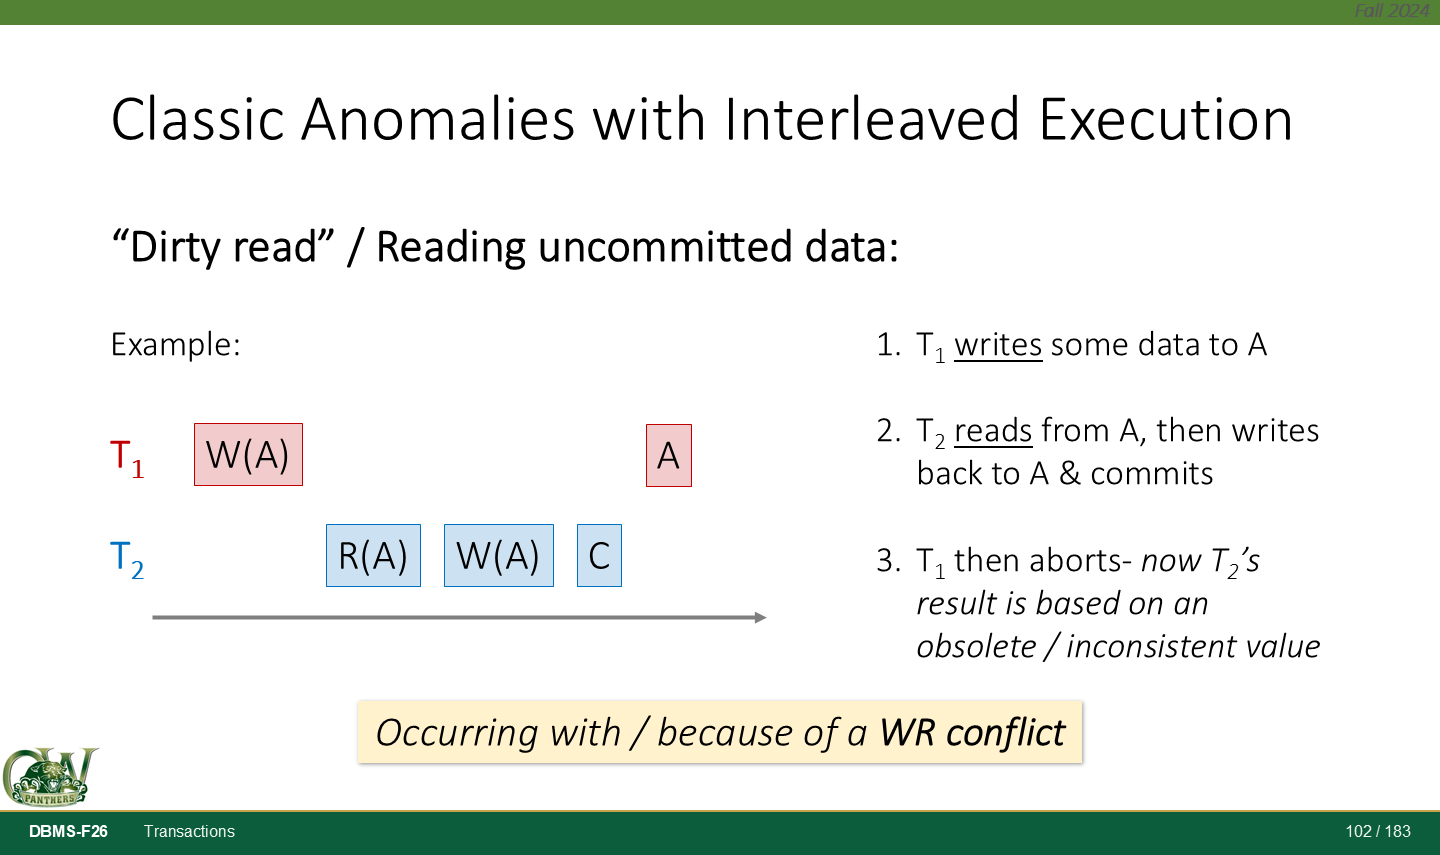 Fall 2024
Classic Anomalies with Interleaved Execution
“Dirty read” / Reading uncommitted data:
Example:
T1 W(A) A
T2 R(A) W(A) C
1. T1 writes some data to A
2. T2 reads from A, then writes
back to A & commits
3. T1 then aborts- now T2’s
result is based on an
obsolete / inconsistent value
Occurring with / because of a WR conflict
CW
PANTHERS
DBMS-F26 Transactions 102 / 183